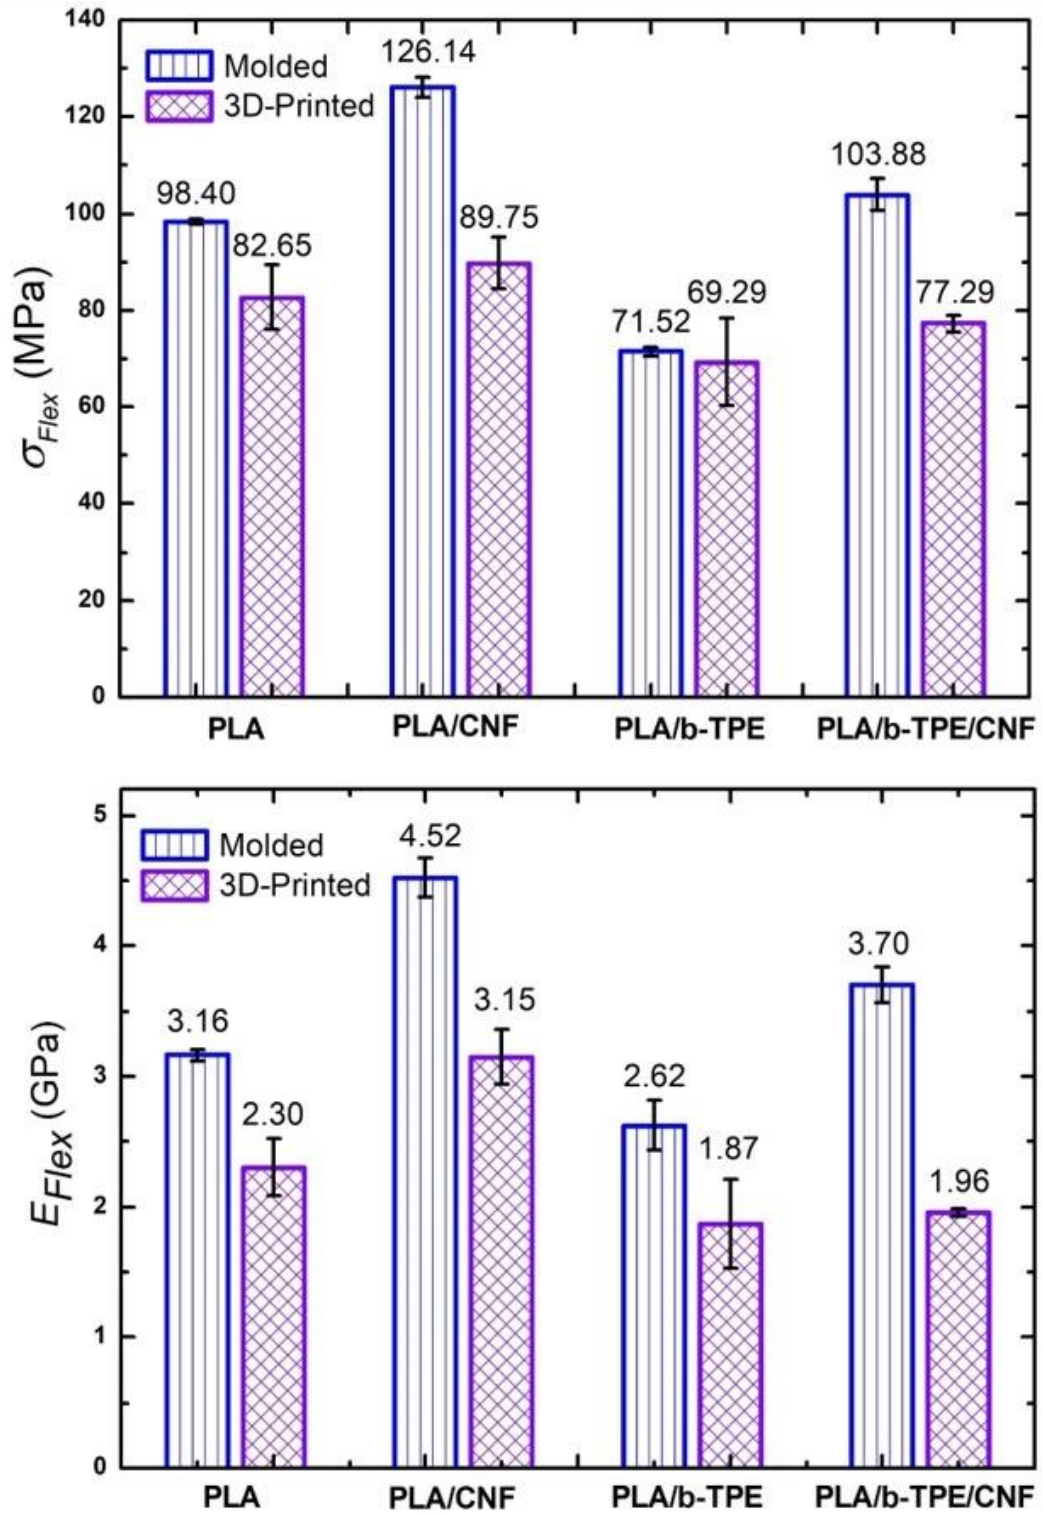 140
120
100
80
60
40
20
0
σFlex (MPa)
Molded
3D-Printed
98.40
82.65
126.14
89.75
71.52
69.29
103.88
77.29
PLA
PLA/CNF
PLA/b-TPE
PLA/b-TPE/CNF
5
4
3
2
1
0
EFlex (GPa)
Molded
3D-Printed
3.16
2.30
4.52
3.15
2.62
1.87
3.70
1.96
PLA
PLA/CNF
PLA/b-TPE
PLA/b-TPE/CNF